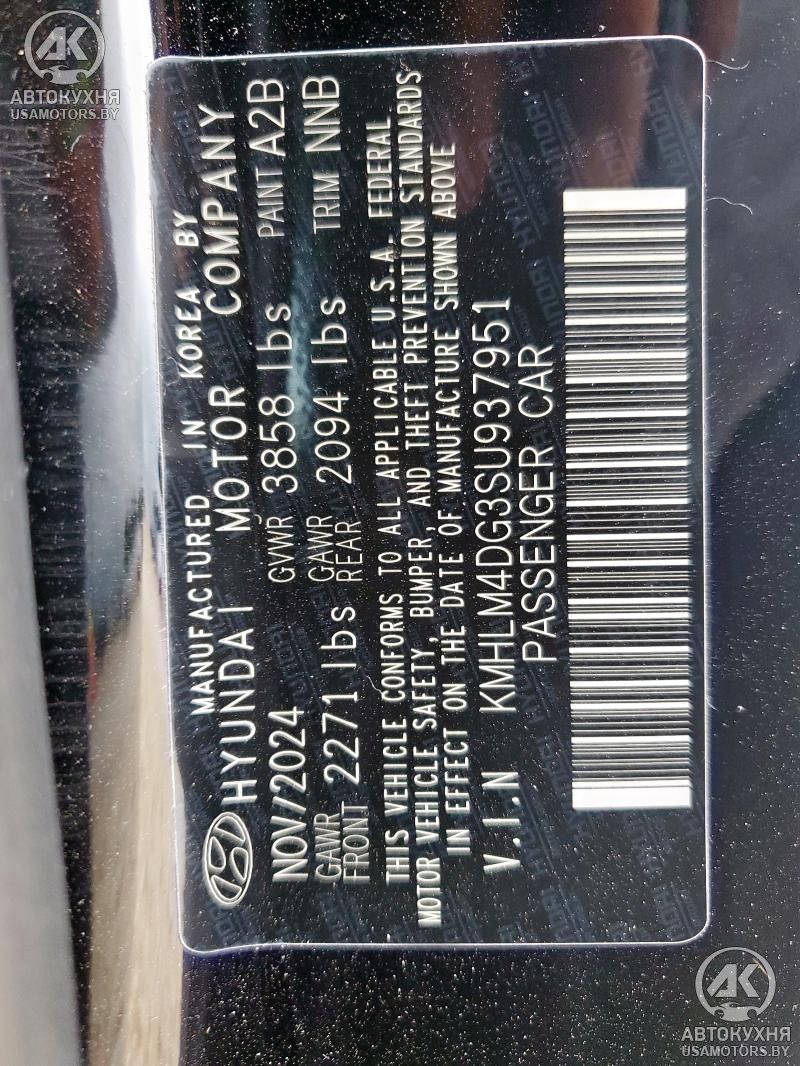 MANUFACTURED IN KOREA BY
HYUNDAI MOTOR COMPANY
NOV/2024 GVWR 3858 lbs PAINT A2B
GAWR FRONT 2271 lbs GAWR REAR 2094 lbs TRIM NNB
THIS VEHICLE CONFORMS TO ALL APPLICABLE U.S.A. FEDERAL
MOTOR VEHICLE SAFETY, BUMPER, AND THEFT PREVENTION STANDARDS
IN EFFECT ON THE DATE OF MANUFACTURE SHOWN ABOVE
V.I.N KMHLM4DG3SU937951
PASSENGER CAR
АК
АВТОКУХНЯ
USAMOTORS.BY
АК
АВТОКУХНЯ
USAMOTORS.BY